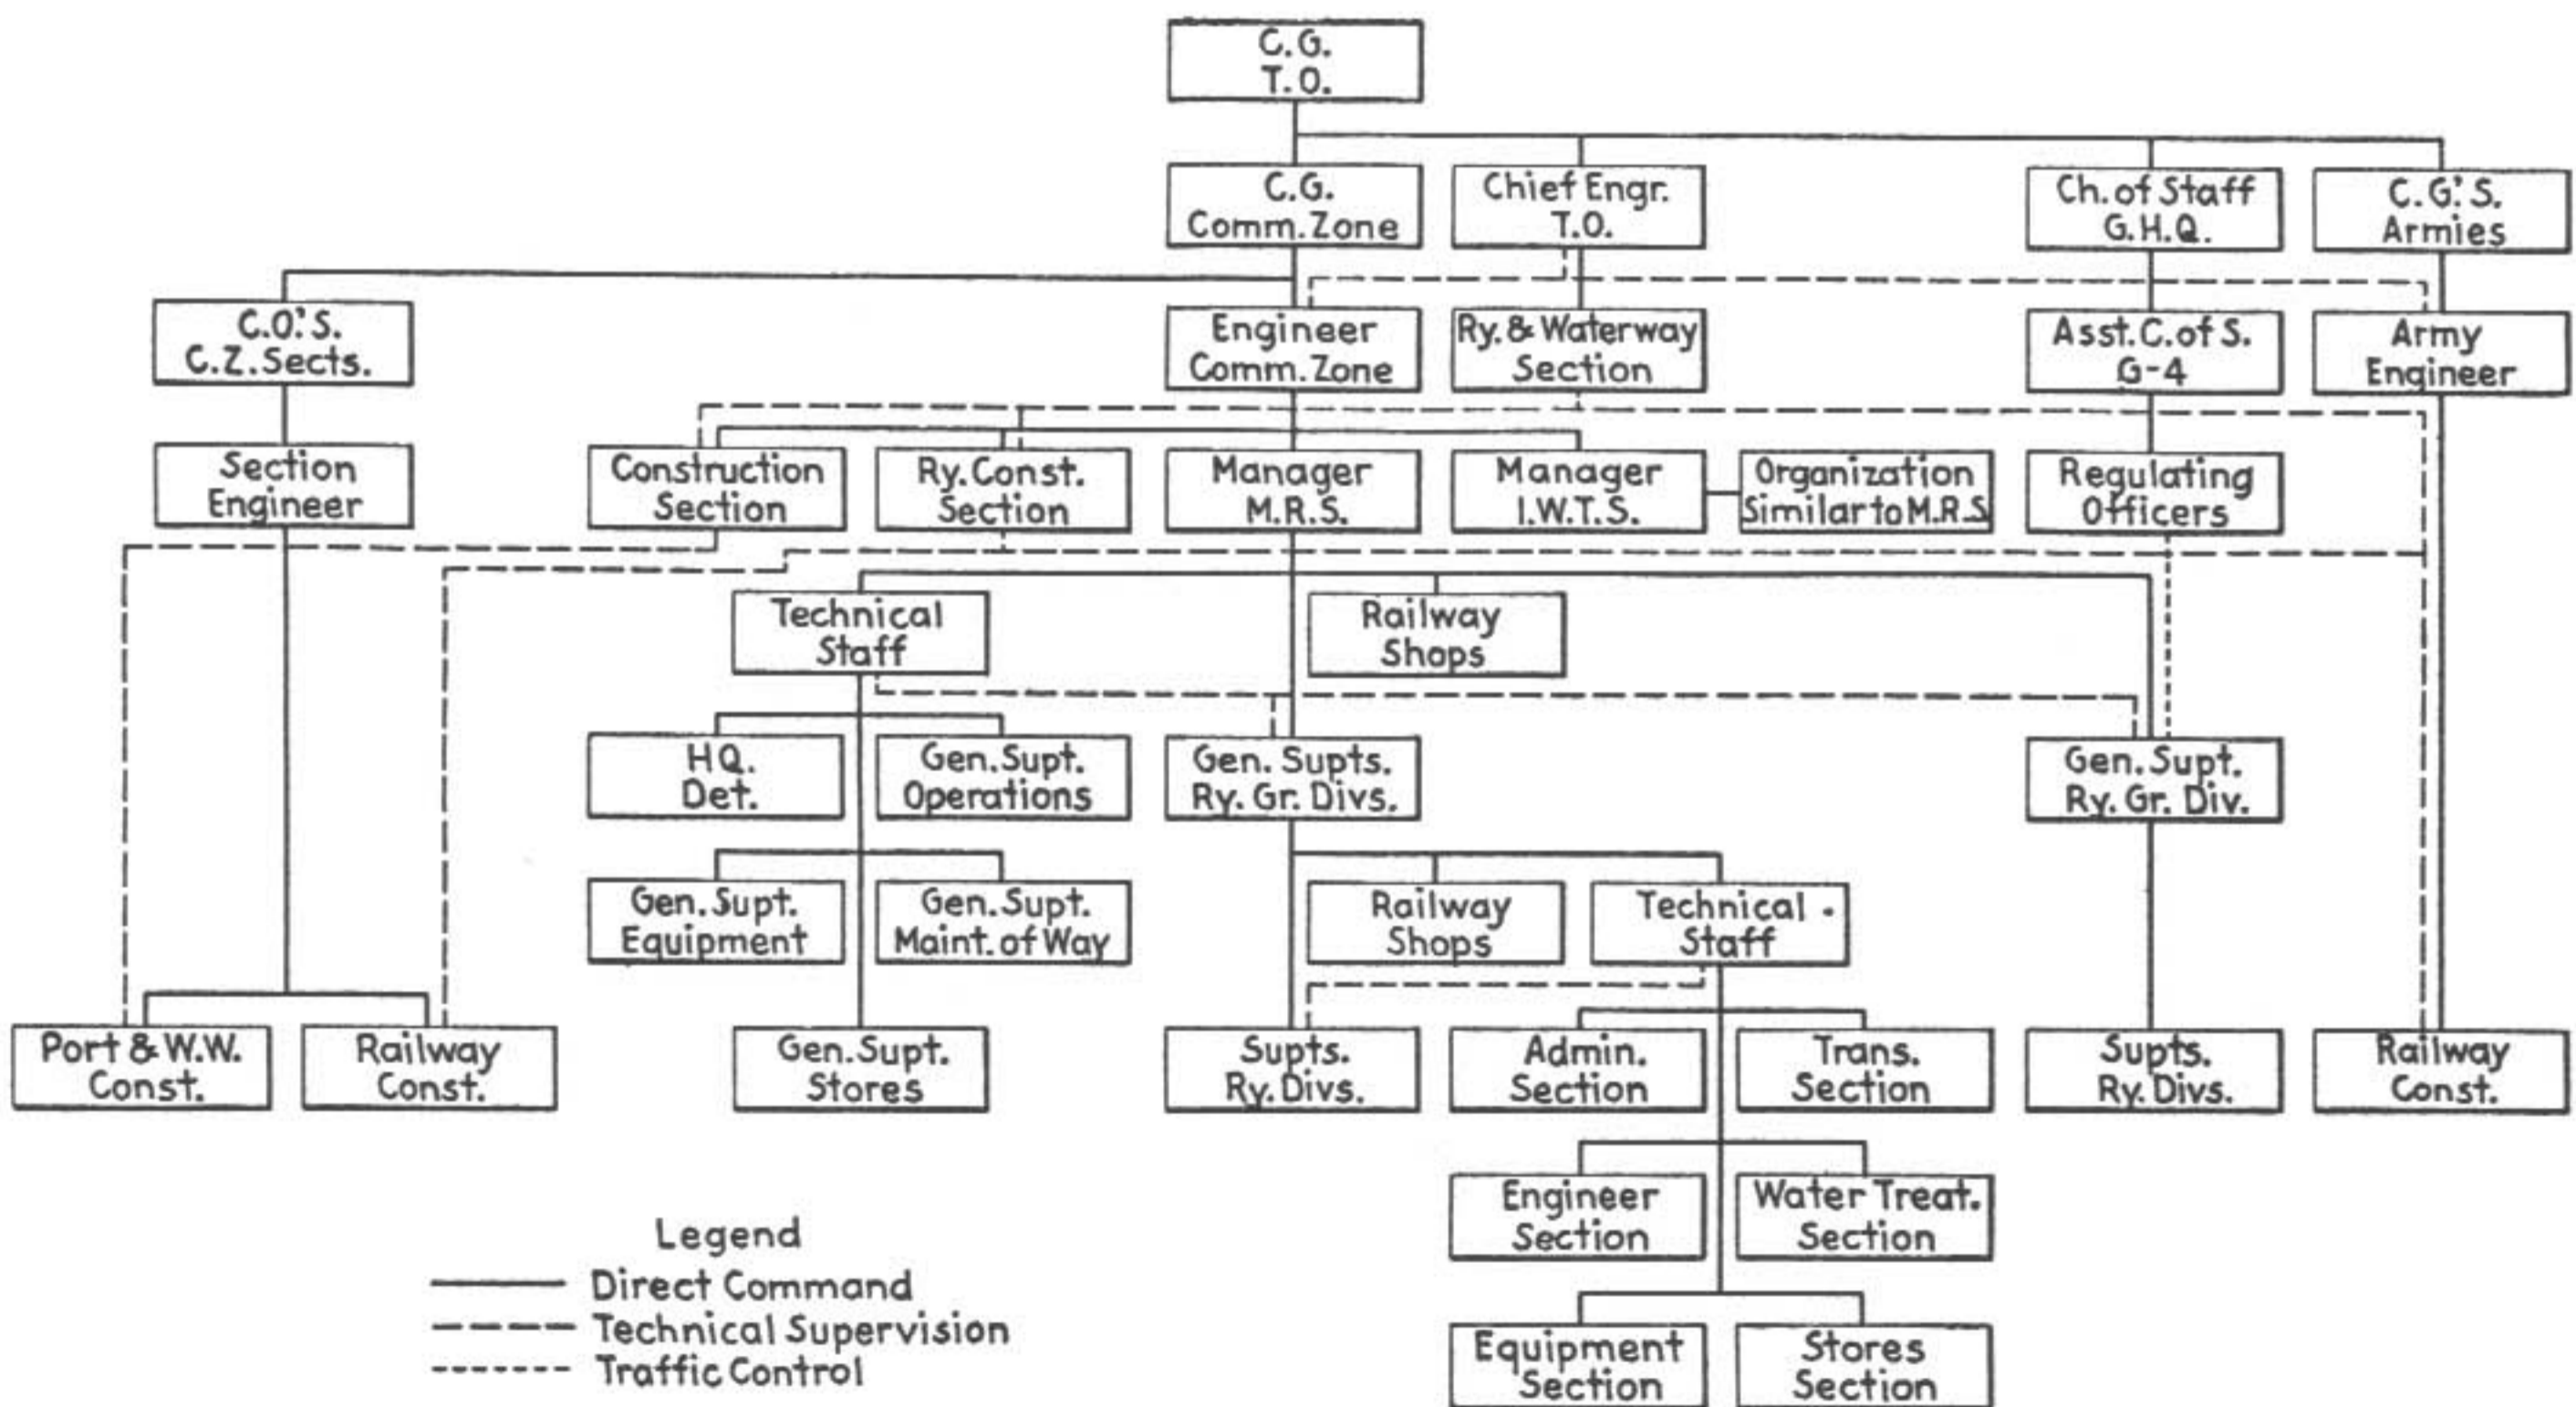 C.G.
T.O.
C.G.
Comm. Zone
Chief Engr.
T.O.
Ch. of Staff
G.H.Q.
C.G.'S.
Armies
C.O.'S.
C.Z. Sects.
Engineer
Comm. Zone
Ry. & Waterway
Section
Asst. C. of S.
G-4
Army
Engineer
Section
Engineer
Construction
Section
Ry. Const.
Section
Manager
M.R.S.
Manager
I.W.T.S.
Organization
Similar to M.R.S
Regulating
Officers
Technical
Staff
Railway
Shops
HQ.
Det.
Gen. Supt.
Operations
Gen. Supts.
Ry. Gr. Divs.
Gen. Supt.
Ry. Gr. Div.
Gen. Supt.
Equipment
Gen. Supt.
Maint. of Way
Railway
Shops
Technical
Staff
Port & W.W.
Const.
Railway
Const.
Gen. Supt.
Stores
Supts.
Ry. Divs.
Admin.
Section
Trans.
Section
Supts.
Ry. Divs.
Railway
Const.
Engineer
Section
Water Treat.
Section
Equipment
Section
Stores
Section
Legend
Direct Command
Technical Supervision
Traffic Control